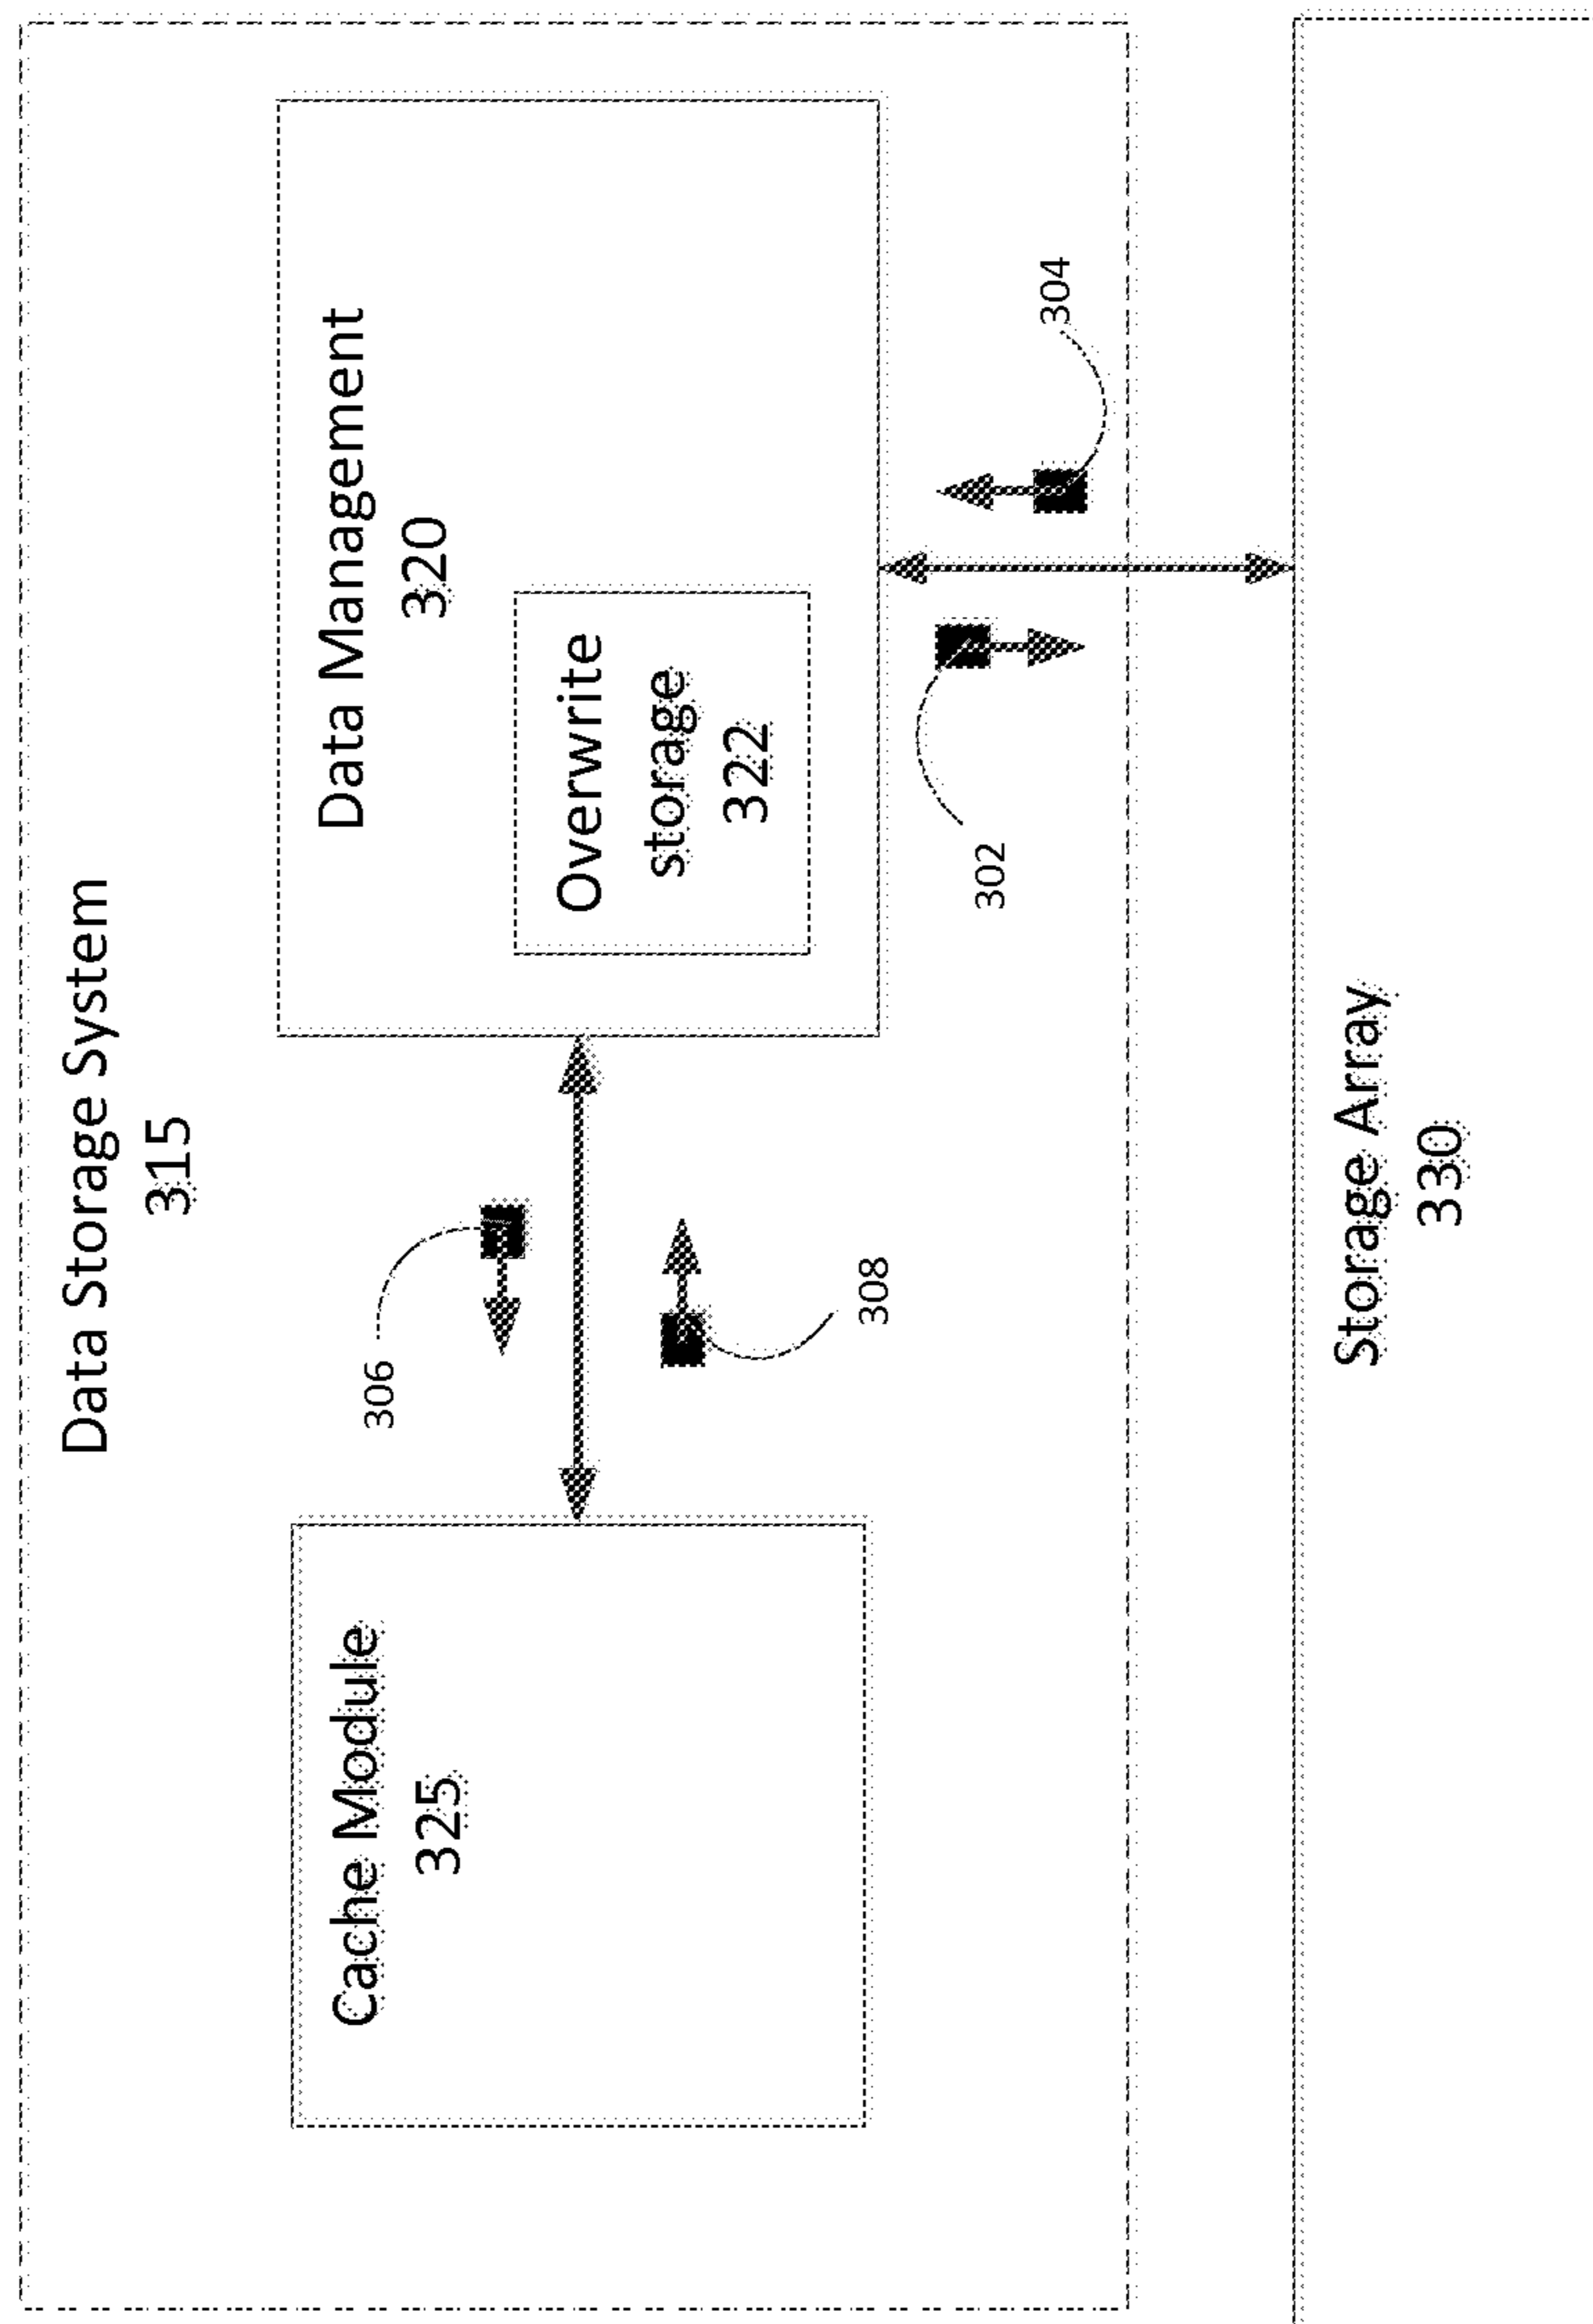 Data Storage System
315
Cache Module
325
306
308
Data Management
320
Overwrite
storage
322
302
304
Storage Array
330